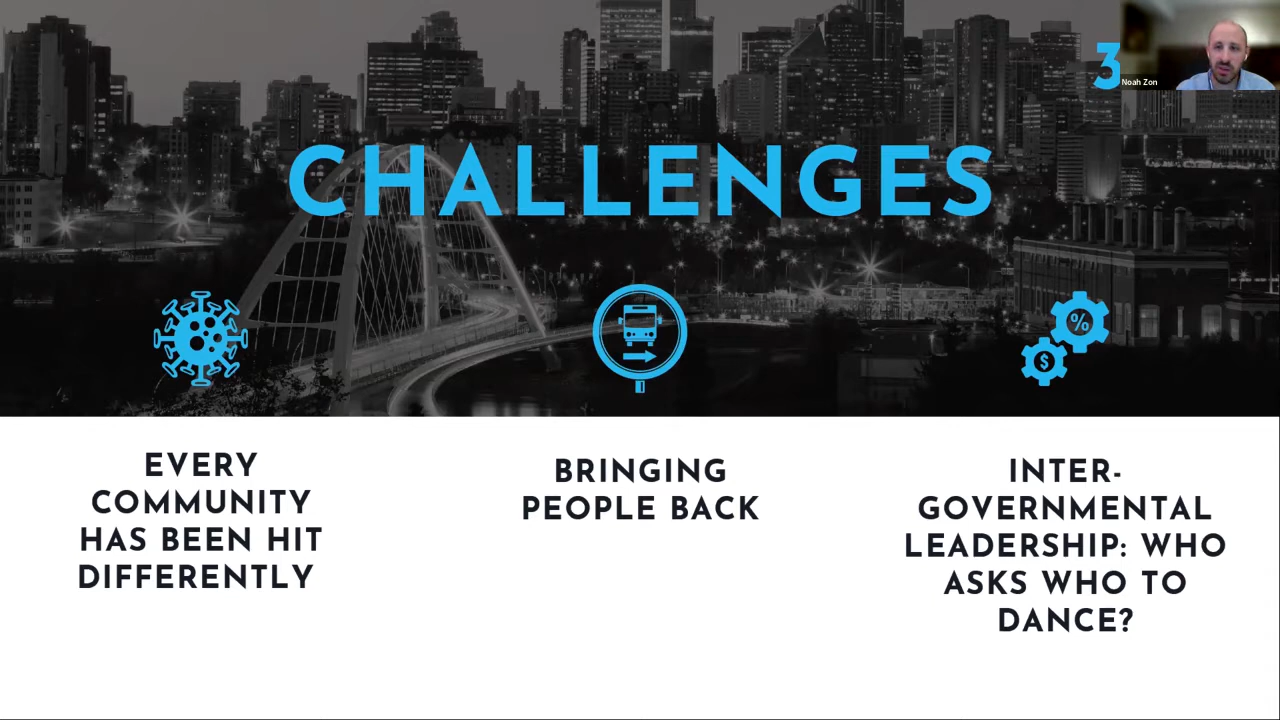 3
Noah Zon
CHALLENGES
%
$
EVERY
COMMUNITY
HAS BEEN HIT
DIFFERENTLY
BRINGING
PEOPLE BACK
INTER-
GOVERNMENTAL
LEADERSHIP: WHO
ASKS WHO TO
DANCE?